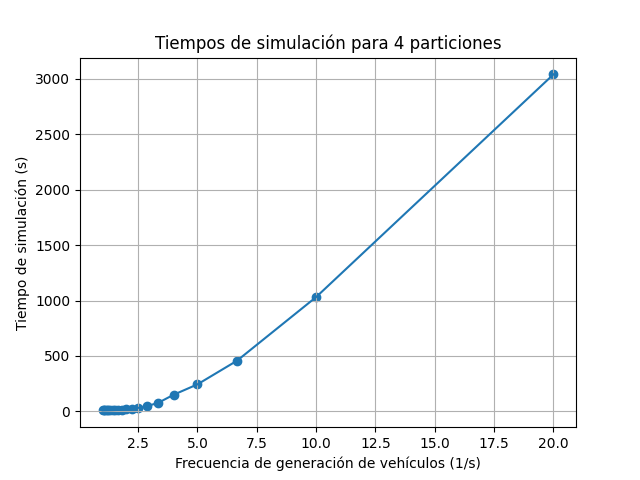 Tiempos de simulación para 4 particiones
Tiempo de simulación (s)
3000
2500
2000
1500
1000
500
0
2.5 5.0 7.5 10.0 12.5 15.0 17.5 20.0
Frecuencia de generación de vehículos (1/s)